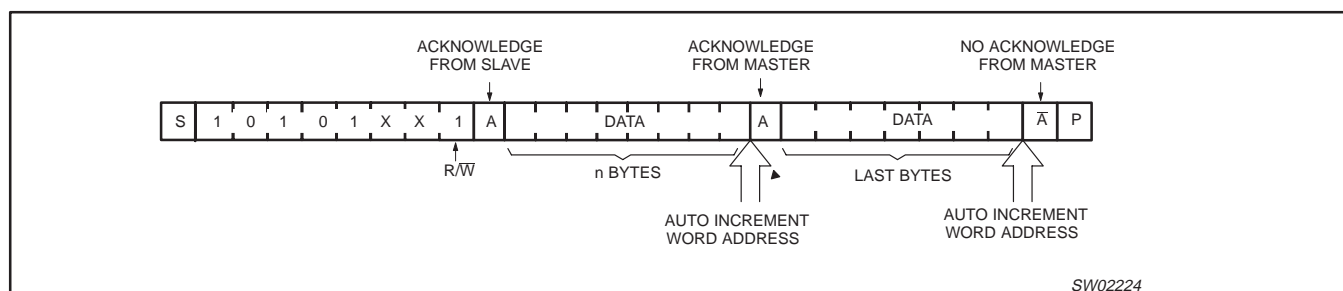 ACKNOWLEDGE
FROM SLAVE
ACKNOWLEDGE
FROM MASTER
NO ACKNOWLEDGE
FROM MASTER
S 1 0 1 0 1 X X 1 A DATA A DATA A̅ P
R/W̅
n BYTES
LAST BYTES
AUTO INCREMENT
WORD ADDRESS
AUTO INCREMENT
WORD ADDRESS
SW02224